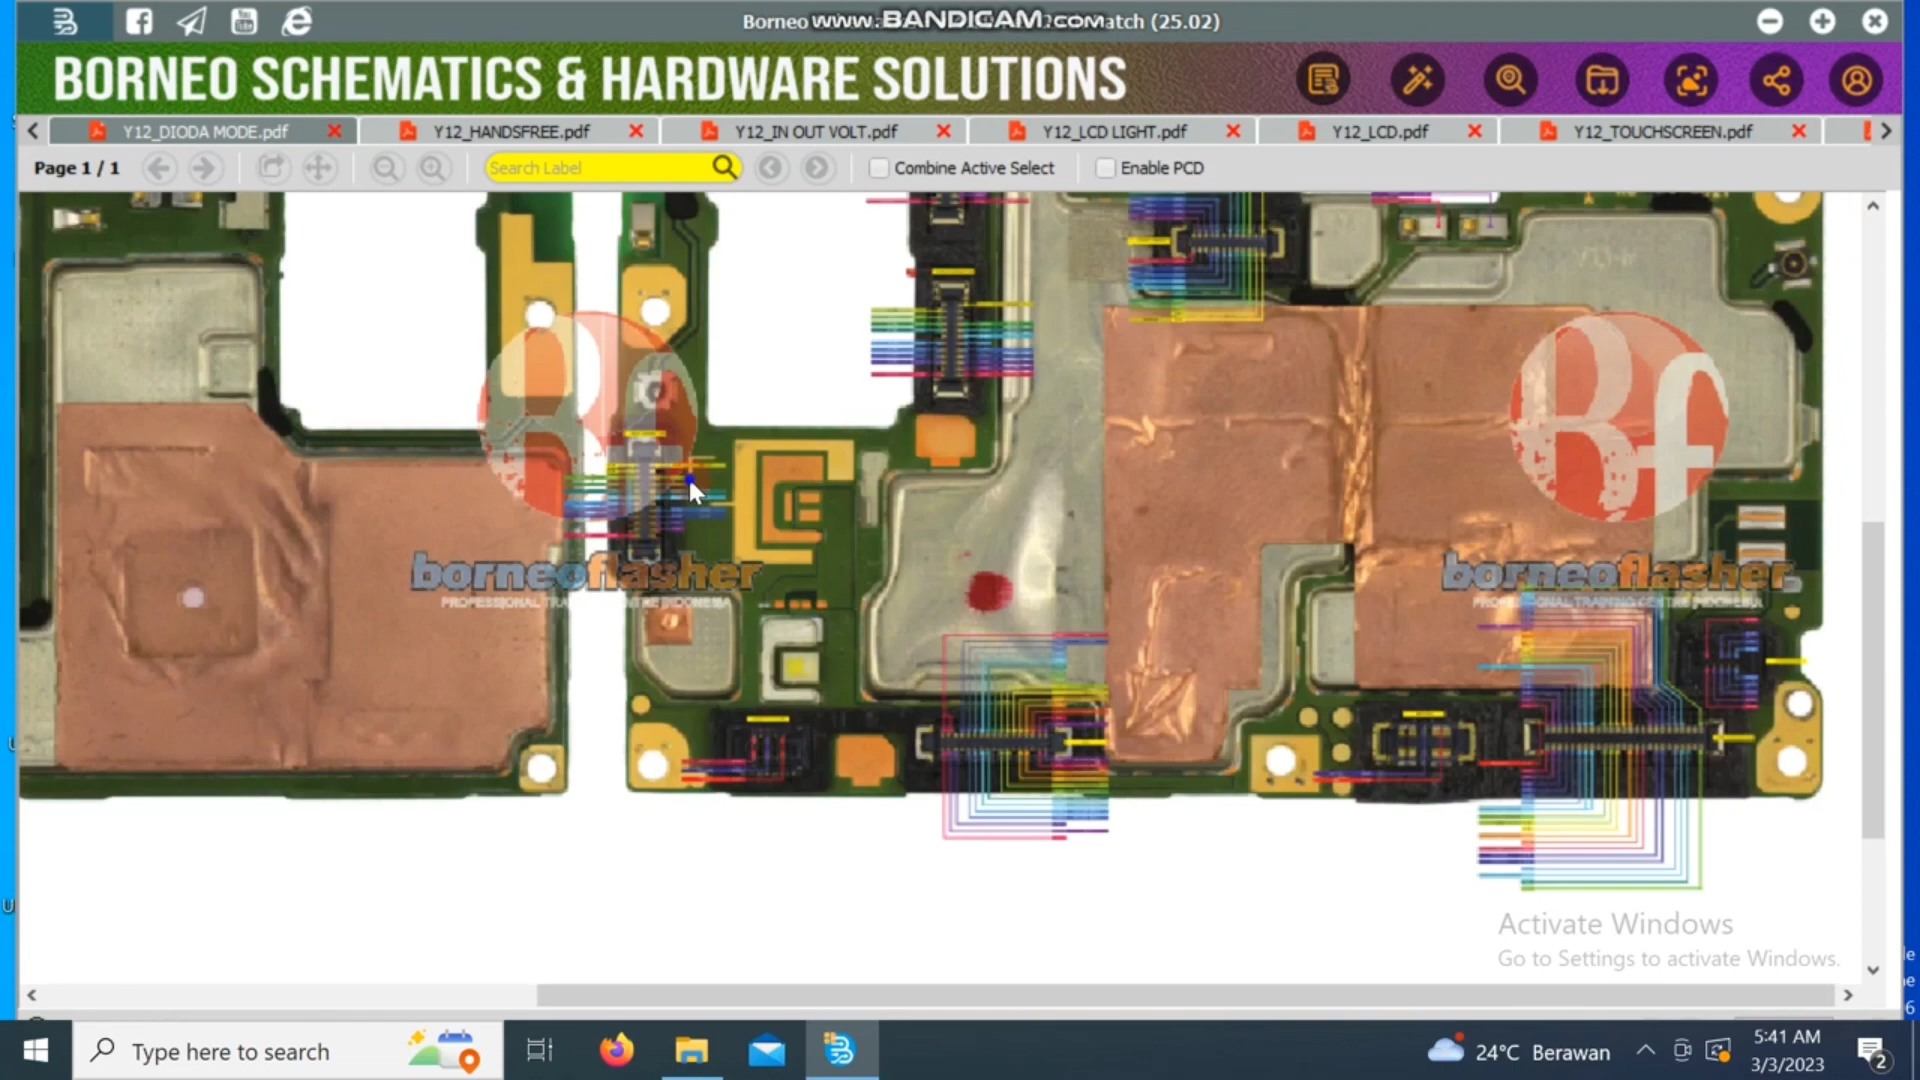 Borneo
www.BANDICAM.COM
atch (25.02)
BORNEO SCHEMATICS & HARDWARE SOLUTIONS
Y12_DIODA MODE.pdf
Y12_HANDSFREE.pdf
Y12_IN OUT VOLT.pdf
Y12_LCD LIGHT.pdf
Y12_LCD.pdf
Y12_TOUCHSCREEN.pdf
Page 1 / 1
Search Label
Combine Active Select
Enable PCD
borneoflasher
borneoflasher
Activate Windows
Go to Settings to activate Windows.
Type here to search
24°C Berawan
5:41 AM
3/3/2023
2